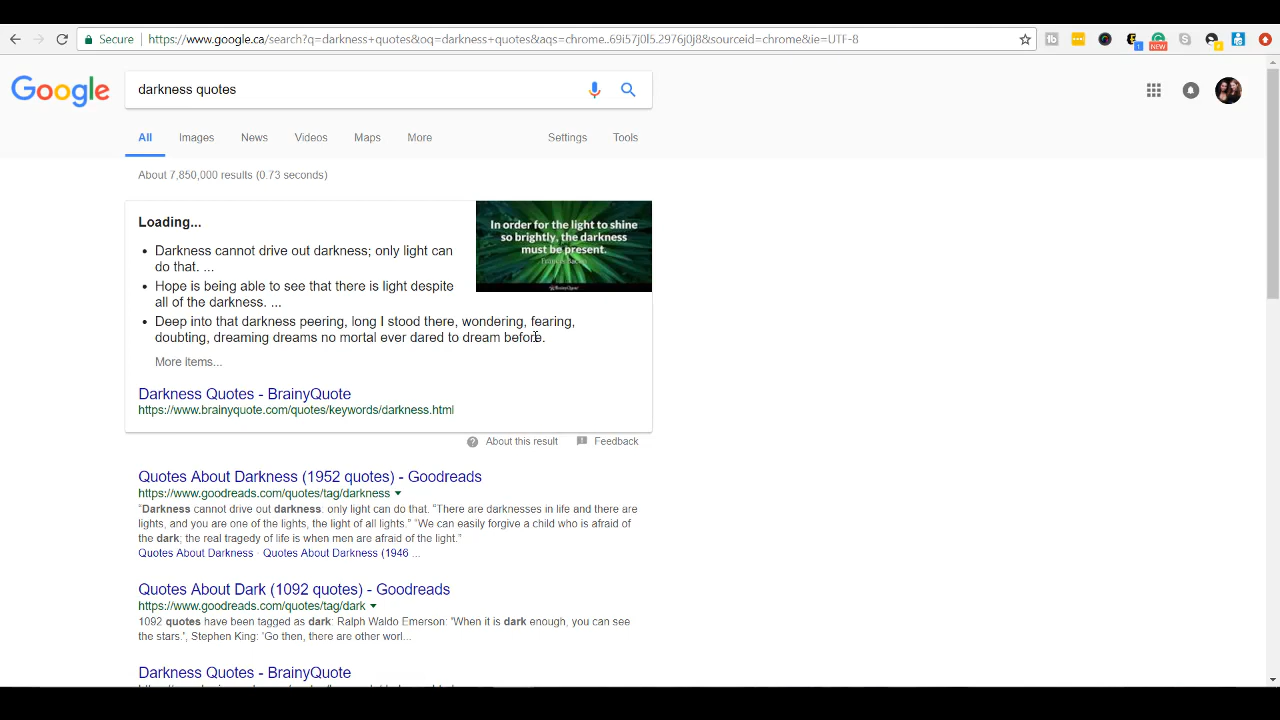 Secure https://www.google.ca/search?q=darkness+quotes&oq=darkness+quotes&aqs=chrome..69i57j0l5.2976j0j8&sourceid=chrome&ie=UTF-8
NEW
Google darkness quotes
All Images News Videos Maps More Settings Tools
About 7,850,000 results (0.73 seconds)
Loading...
• Darkness cannot drive out darkness; only light can
do that. ...
• Hope is being able to see that there is light despite
all of the darkness. ...
• Deep into that darkness peering, long I stood there, wondering, fearing,
doubting, dreaming dreams no mortal ever dared to dream before.
More items...
In order for the light to shine
so brightly, the darkness
must be present.
Francis Bacon
BrainyQuote
Darkness Quotes - BrainyQuote
https://www.brainyquote.com/quotes/keywords/darkness.html
About this result Feedback
Quotes About Darkness (1952 quotes) - Goodreads
https://www.goodreads.com/quotes/tag/darkness
“Darkness cannot drive out darkness. only light can do that. “There are darknesses in life and there are
lights, and you are one of the lights, the light of all lights.” “We can easily forgive a child who is afraid of
the dark; the real tragedy of life is when men are afraid of the light.”
Quotes About Darkness · Quotes About Darkness (1946 ...
Quotes About Dark (1092 quotes) - Goodreads
https://www.goodreads.com/quotes/tag/dark
1092 quotes have been tagged as dark: Ralph Waldo Emerson: 'When it is dark enough, you can see
the stars.', Stephen King: 'Go then, there are other worl...
Darkness Quotes - BrainyQuote